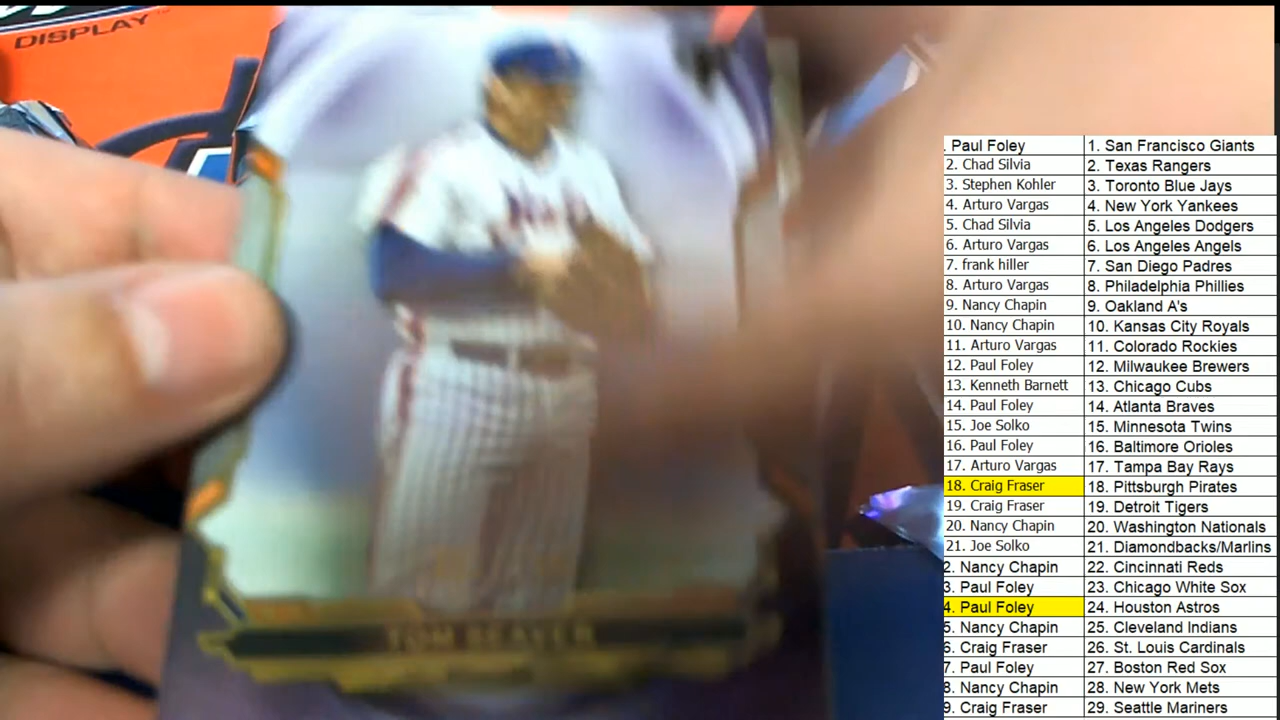 DISPLAY
TOM SEAVER
. Paul Foley 1. San Francisco Giants
2. Chad Silvia 2. Texas Rangers
3. Stephen Kohler 3. Toronto Blue Jays
4. Arturo Vargas 4. New York Yankees
5. Chad Silvia 5. Los Angeles Dodgers
6. Arturo Vargas 6. Los Angeles Angels
7. frank hiller 7. San Diego Padres
8. Arturo Vargas 8. Philadelphia Phillies
9. Nancy Chapin 9. Oakland A's
10. Nancy Chapin 10. Kansas City Royals
11. Arturo Vargas 11. Colorado Rockies
12. Paul Foley 12. Milwaukee Brewers
13. Kenneth Barnett 13. Chicago Cubs
14. Paul Foley 14. Atlanta Braves
15. Joe Solko 15. Minnesota Twins
16. Paul Foley 16. Baltimore Orioles
17. Arturo Vargas 17. Tampa Bay Rays
18. Craig Fraser 18. Pittsburgh Pirates
19. Craig Fraser 19. Detroit Tigers
20. Nancy Chapin 20. Washington Nationals
21. Joe Solko 21. Diamondbacks/Marlins
2. Nancy Chapin 22. Cincinnati Reds
3. Paul Foley 23. Chicago White Sox
4. Paul Foley 24. Houston Astros
5. Nancy Chapin 25. Cleveland Indians
6. Craig Fraser 26. St. Louis Cardinals
7. Paul Foley 27. Boston Red Sox
8. Nancy Chapin 28. New York Mets
9. Craig Fraser 29. Seattle Mariners